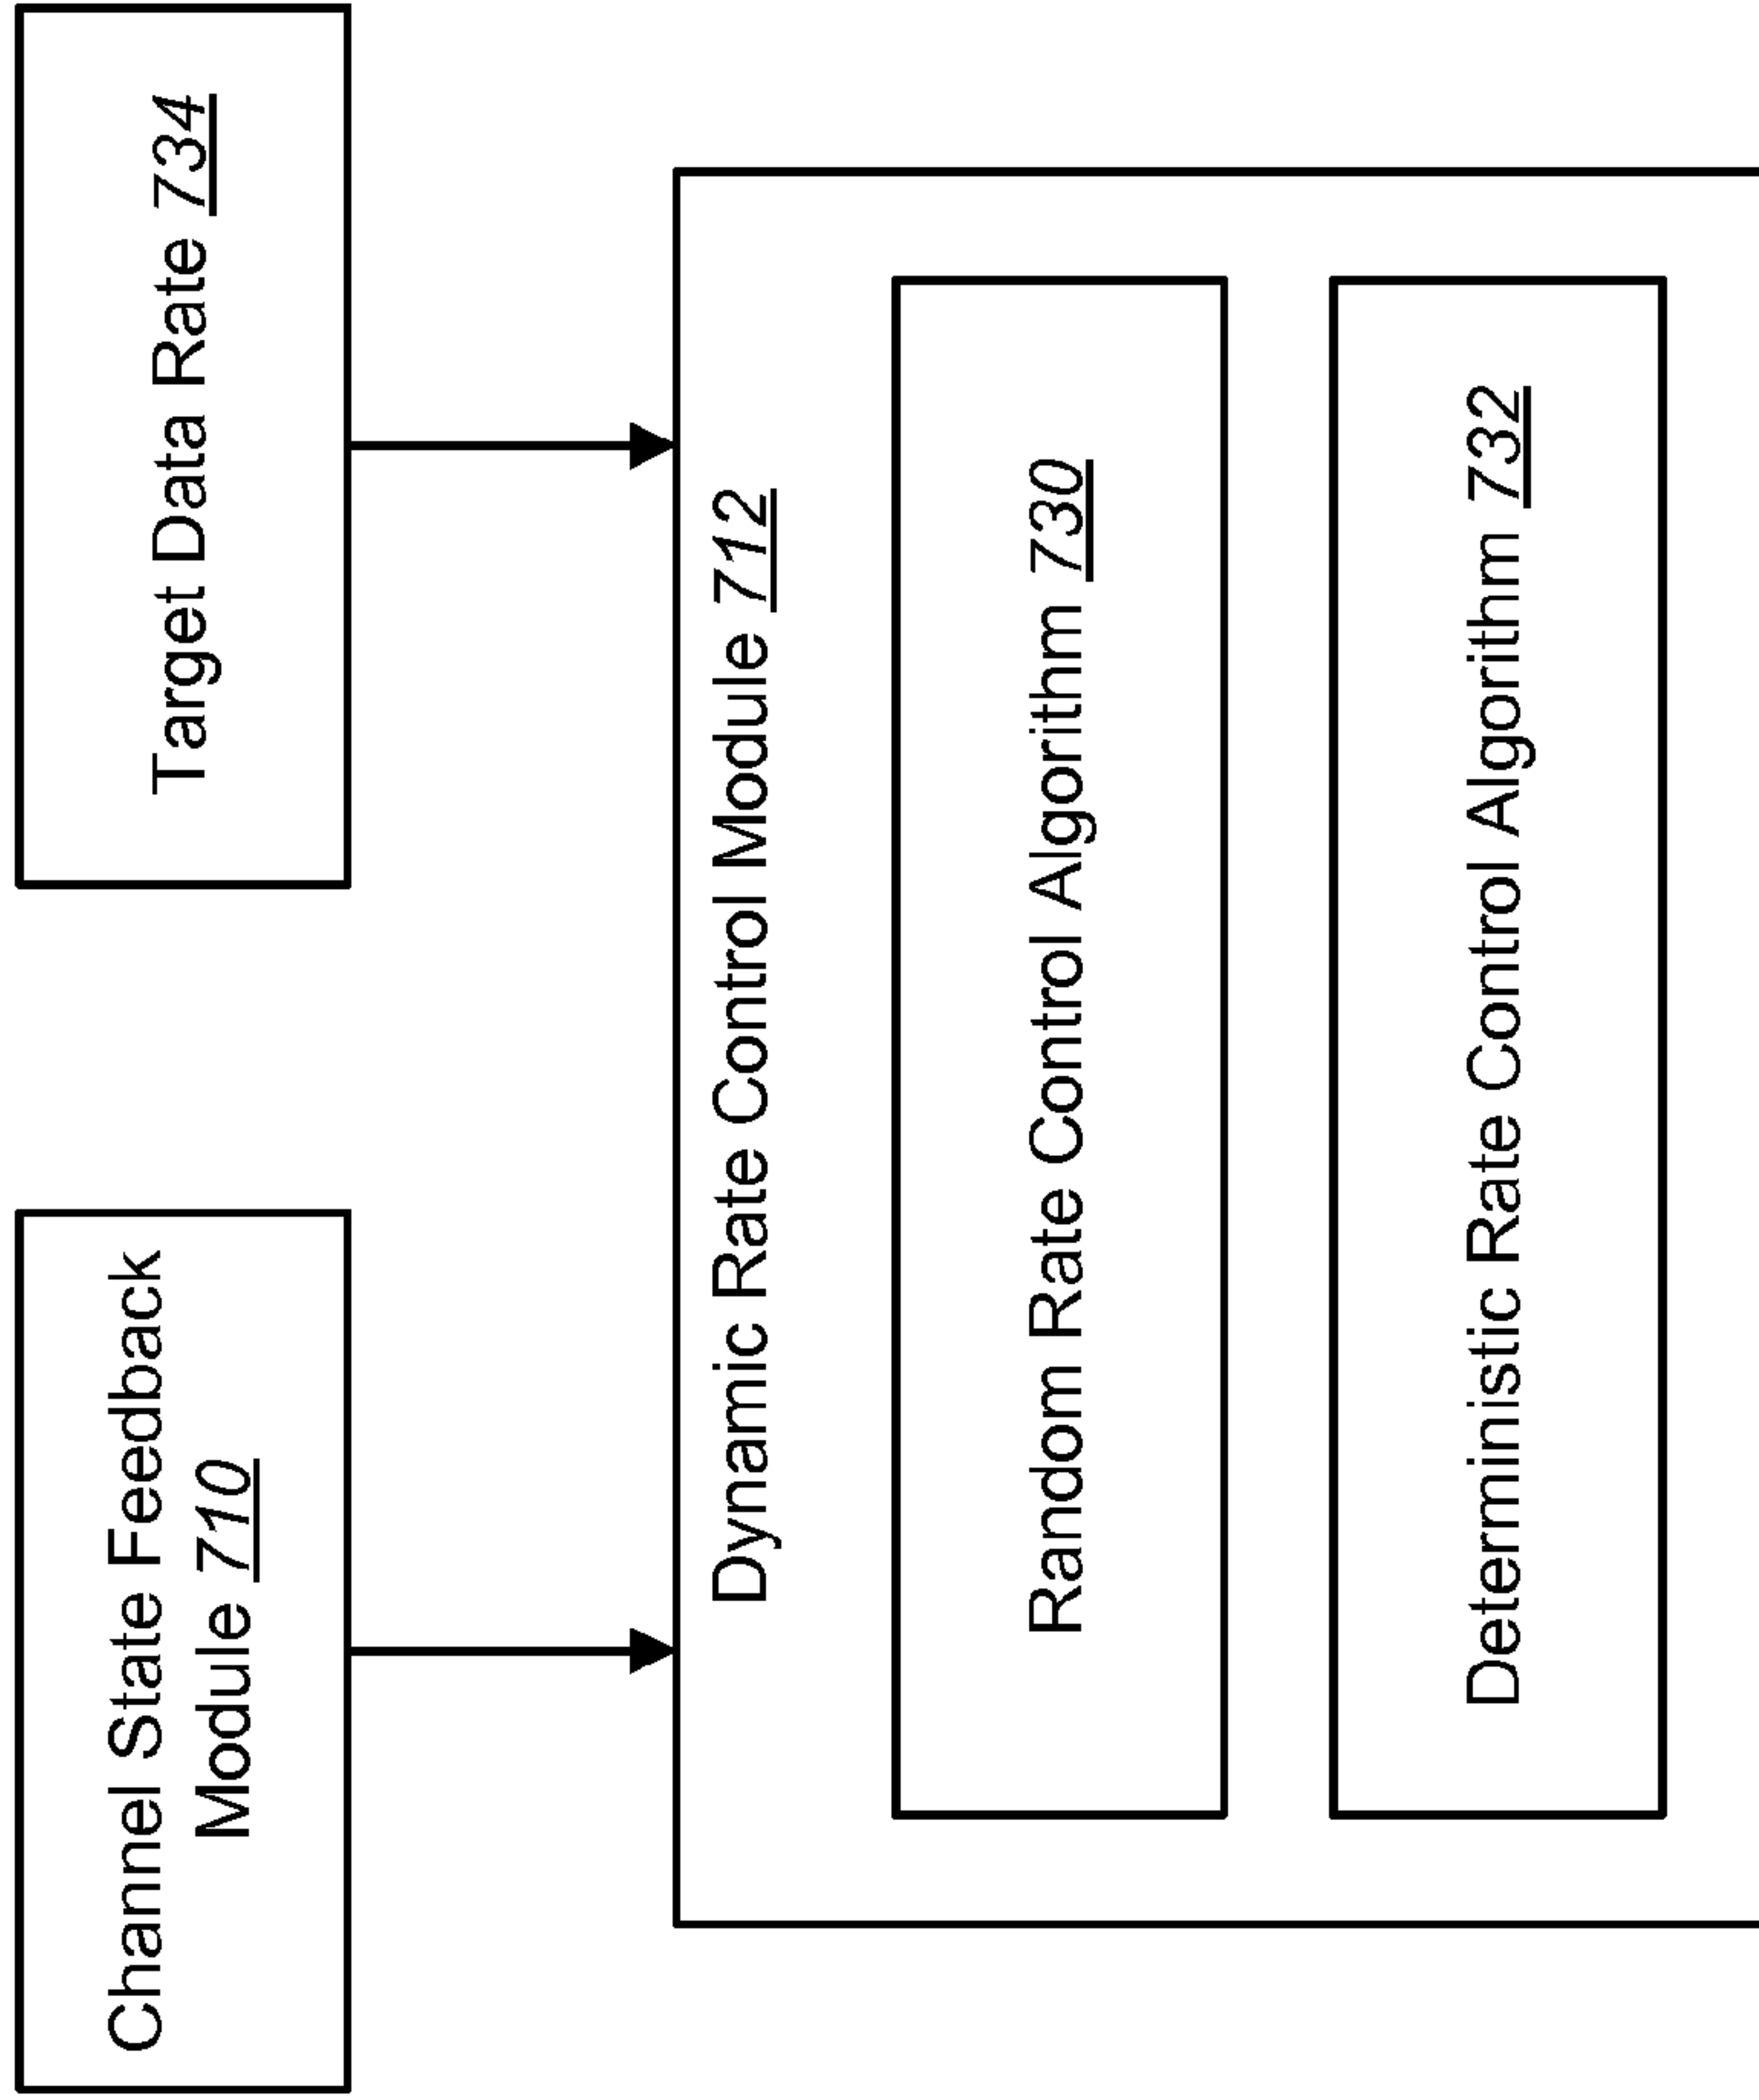 Channel State Feedback
Module 710
Target Data Rate 734
Dynamic Rate Control Module 712
Random Rate Control Algorithm 730
Deterministic Rate Control Algorithm 732